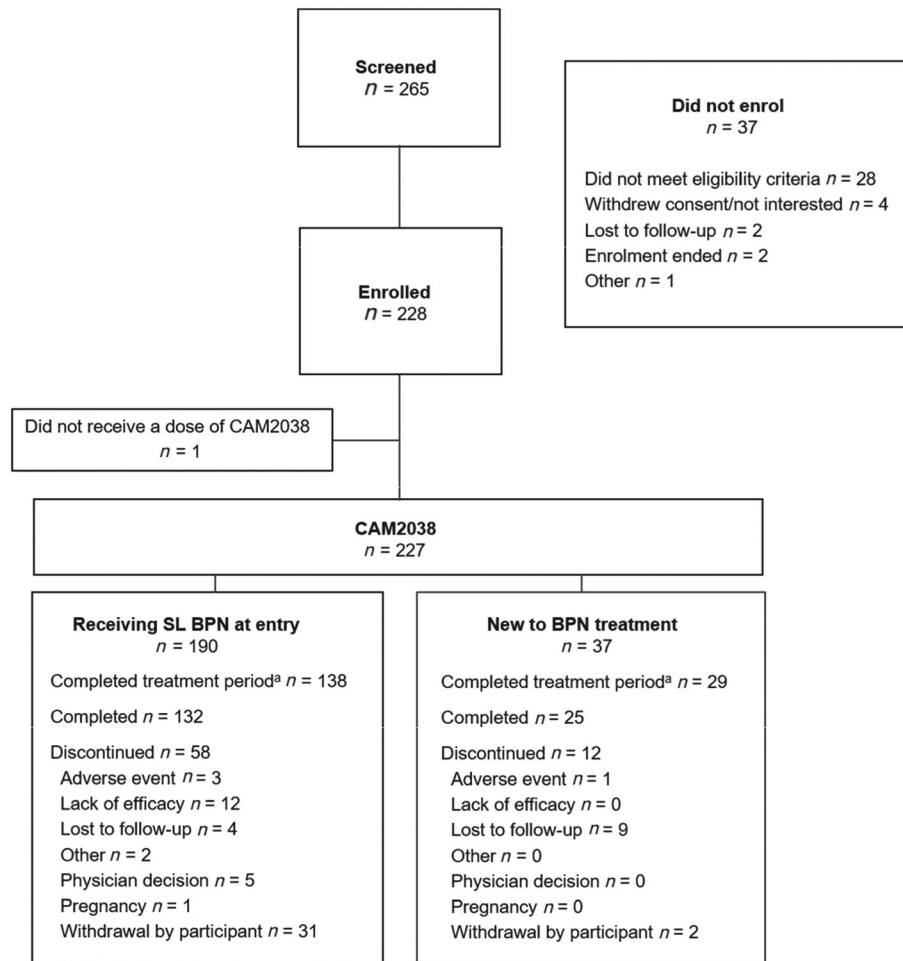 Screened
n = 265
Did not enrol
n = 37
Did not meet eligibility criteria n = 28
Withdrew consent/not interested n = 4
Lost to follow-up n = 2
Enrolment ended n = 2
Other n = 1
Enrolled
n = 228
Did not receive a dose of CAM2038
n = 1
CAM2038
n = 227
Receiving SL BPN at entry
n = 190
Completed treatment periodᵃ n = 138
Completed n = 132
Discontinued n = 58
Adverse event n = 3
Lack of efficacy n = 12
Lost to follow-up n = 4
Other n = 2
Physician decision n = 5
Pregnancy n = 1
Withdrawal by participant n = 31
New to BPN treatment
n = 37
Completed treatment periodᵃ n = 29
Completed n = 25
Discontinued n = 12
Adverse event n = 1
Lack of efficacy n = 0
Lost to follow-up n = 9
Other n = 0
Physician decision n = 0
Pregnancy n = 0
Withdrawal by participant n = 2